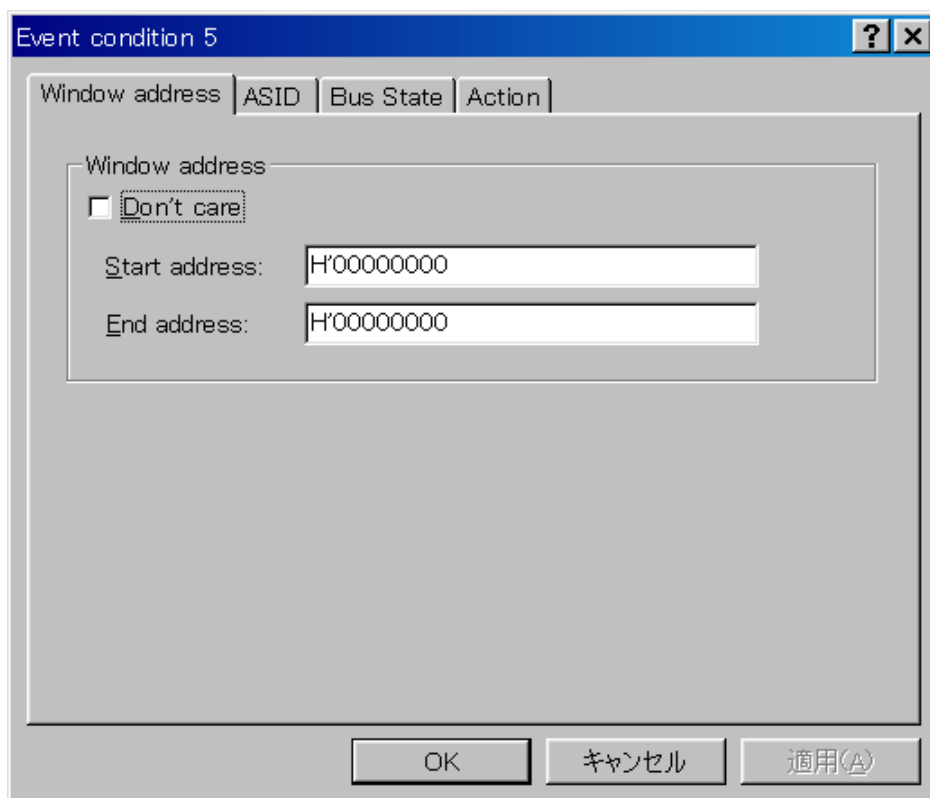 Event condition 5
Window address ASID Bus State Action
Window address
Don't care
Start address: H'00000000
End address: H'00000000
OK キャンセル 適用(A)